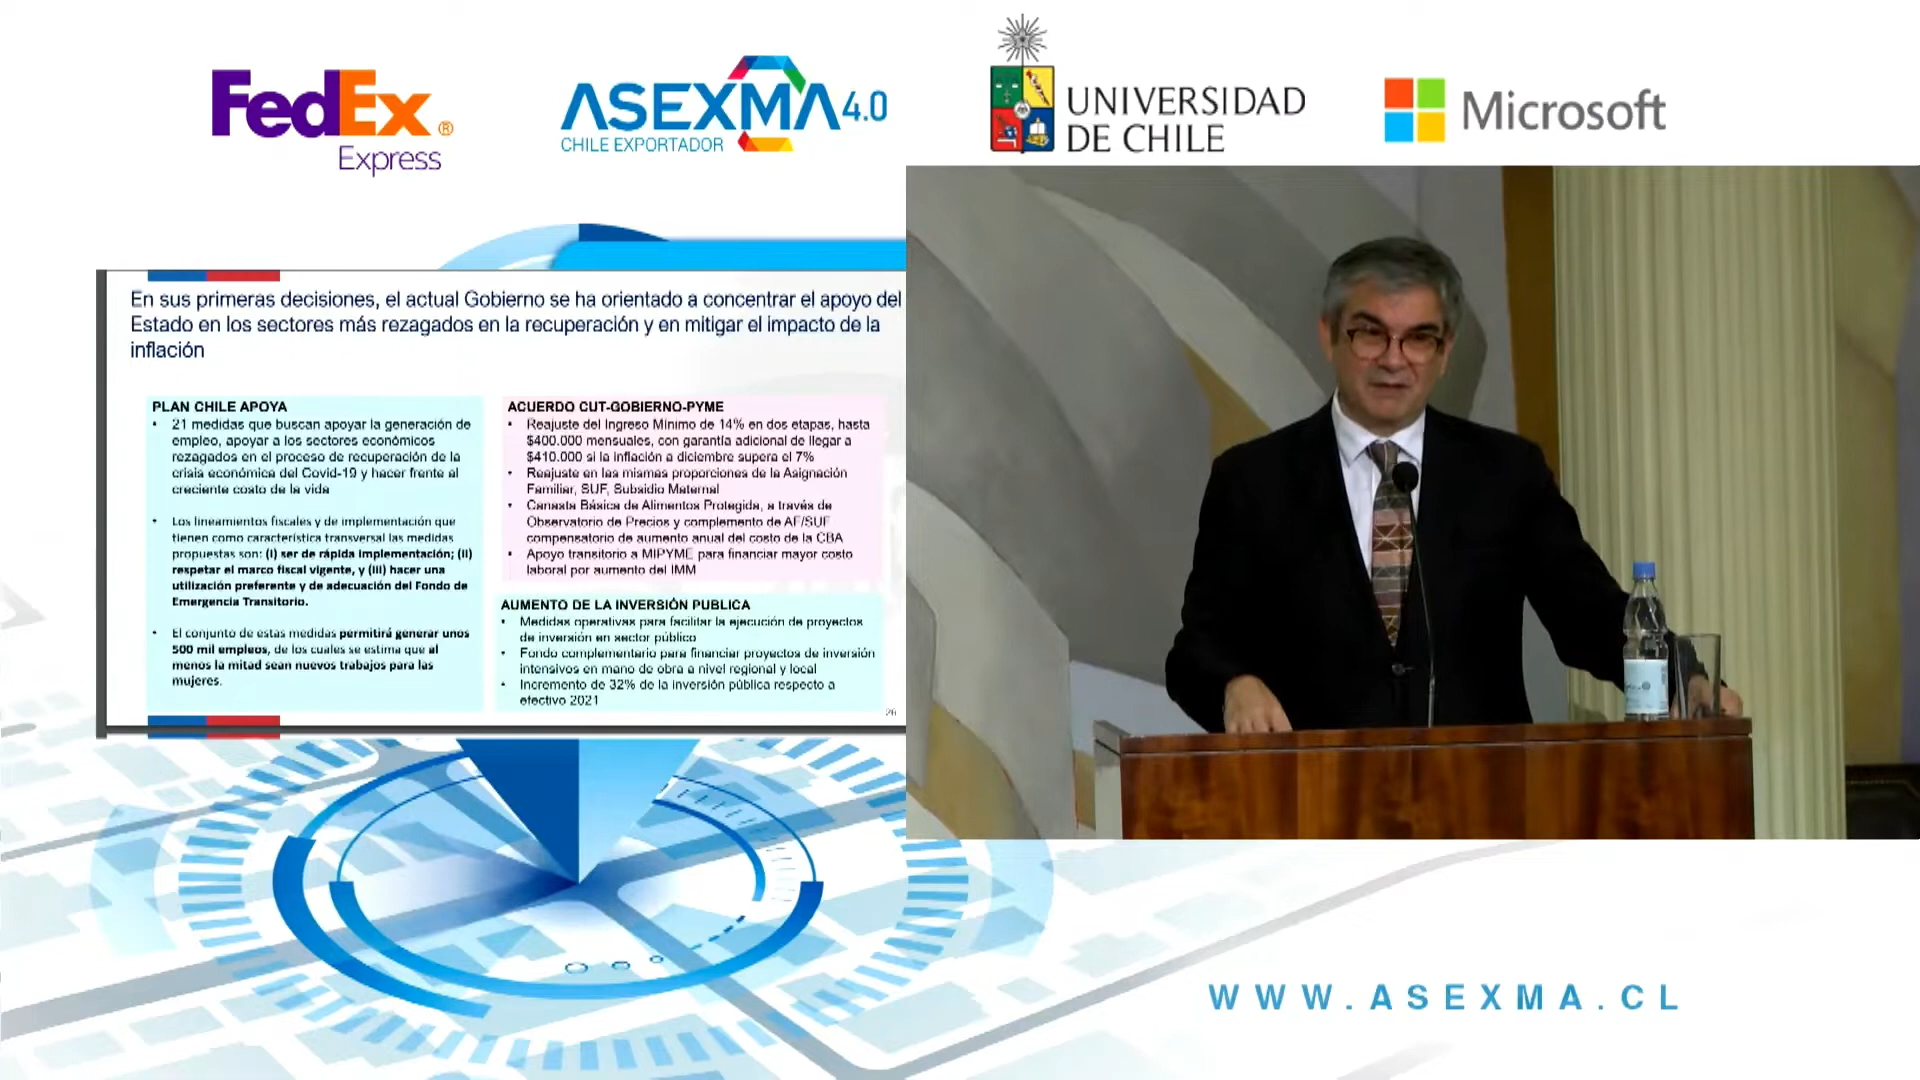 FedEx®
Express
ASEXMA 4.0
CHILE EXPORTADOR
UNIVERSIDAD
DE CHILE
Microsoft
En sus primeras decisiones, el actual Gobierno se ha orientado a concentrar el apoyo del
Estado en los sectores más rezagados en la recuperación y en mitigar el impacto de la
inflación
PLAN CHILE APOYA
• 21 medidas que buscan apoyar la generación de
empleo, apoyar a los sectores económicos
rezagados en el proceso de recuperación de la
crisis económica del Covid-19 y hacer frente al
creciente costo de la vida
• Los lineamientos fiscales y de implementación que
tienen como característica transversal las medidas
propuestas son: (i) ser de rápida implementación; (ii)
respetar el marco fiscal vigente, y (iii) hacer una
utilización preferente y de adecuación del Fondo de
Emergencia Transitorio.
• El conjunto de estas medidas permitirá generar unos
500 mil empleos, de los cuales se estima que al
menos la mitad sean nuevos trabajos para las
mujeres.
ACUERDO CUT-GOBIERNO-PYME
• Reajuste del Ingreso Mínimo de 14% en dos etapas, hasta
$400.000 mensuales, con garantía adicional de llegar a
$410.000 si la inflación a diciembre supera el 7%
• Reajuste en las mismas proporciones de la Asignación
Familiar, SUF, Subsidio Maternal
• Canasta Básica de Alimentos Protegida, a través de
Observatorio de Precios y complemento de AF/SUF
compensatorio de aumento anual del costo de la CBA
• Apoyo transitorio a MIPYME para financiar mayor costo
laboral por aumento del IMM
AUMENTO DE LA INVERSIÓN PUBLICA
• Medidas operativas para facilitar la ejecución de proyectos
de inversión en sector público
• Fondo complementario para financiar proyectos de inversión
intensivos en mano de obra a nivel regional y local
• Incremento de 32% de la inversión pública respecto a
efectivo 2021
26
WWW.ASEXMA.CL